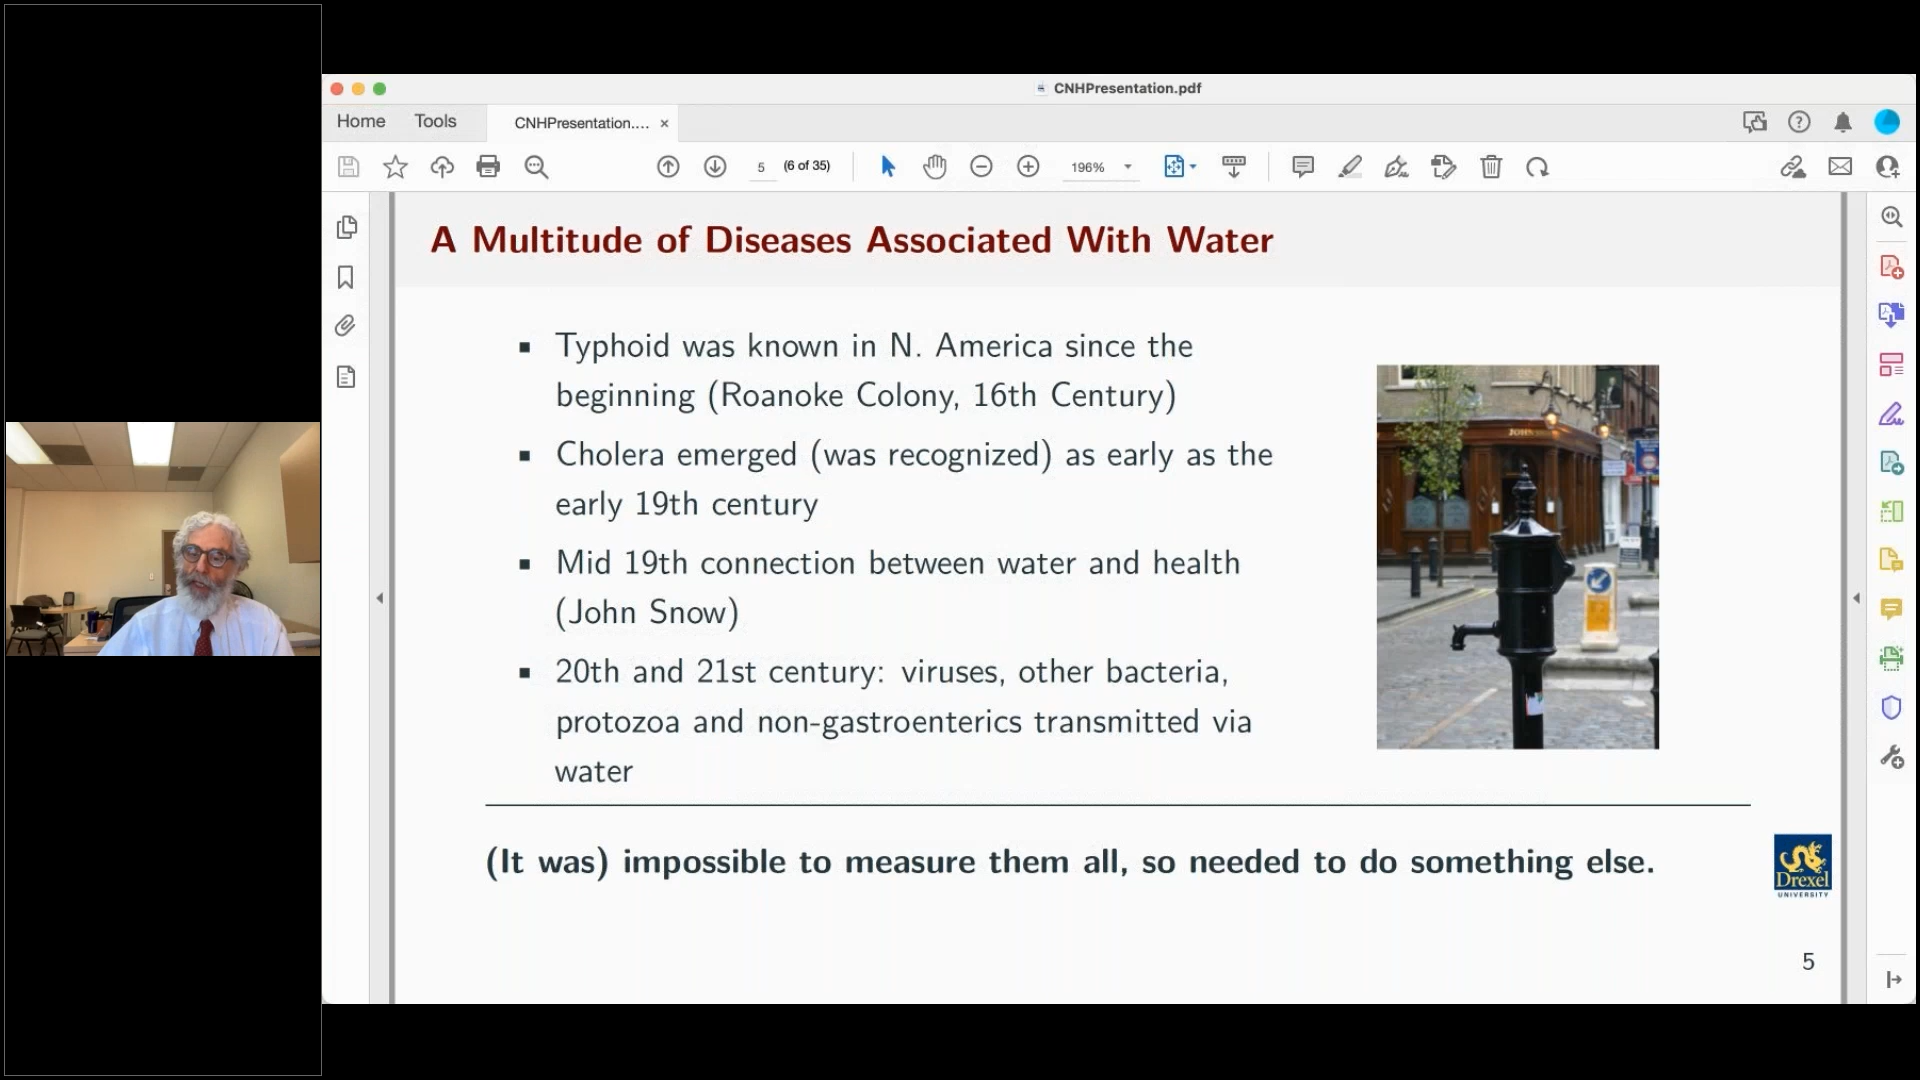 CNHPresentation.pdf
Home Tools CNHPresentation....
5 (6 of 35) 196%
A Multitude of Diseases Associated With Water
▪ Typhoid was known in N. America since the
beginning (Roanoke Colony, 16th Century)
▪ Cholera emerged (was recognized) as early as the
early 19th century
▪ Mid 19th connection between water and health
(John Snow)
▪ 20th and 21st century: viruses, other bacteria,
protozoa and non-gastroenterics transmitted via
water
JOHN
(It was) impossible to measure them all, so needed to do something else.
Drexel
UNIVERSITY
5